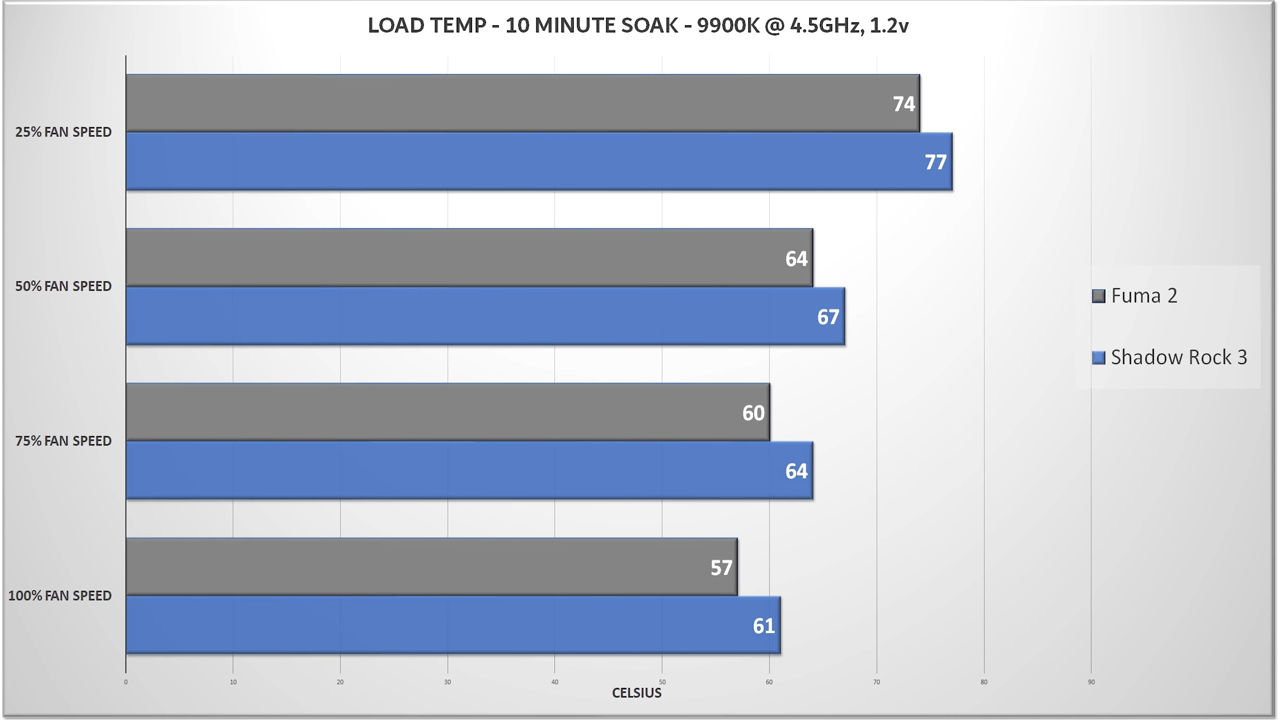 LOAD TEMP - 10 MINUTE SOAK - 9900K @ 4.5GHz, 1.2v
25% FAN SPEED
74
77
50% FAN SPEED
64
67
75% FAN SPEED
60
64
100% FAN SPEED
57
61
Fuma 2
Shadow Rock 3
0 10 20 30 40 50 60 70 80 90
CELSIUS